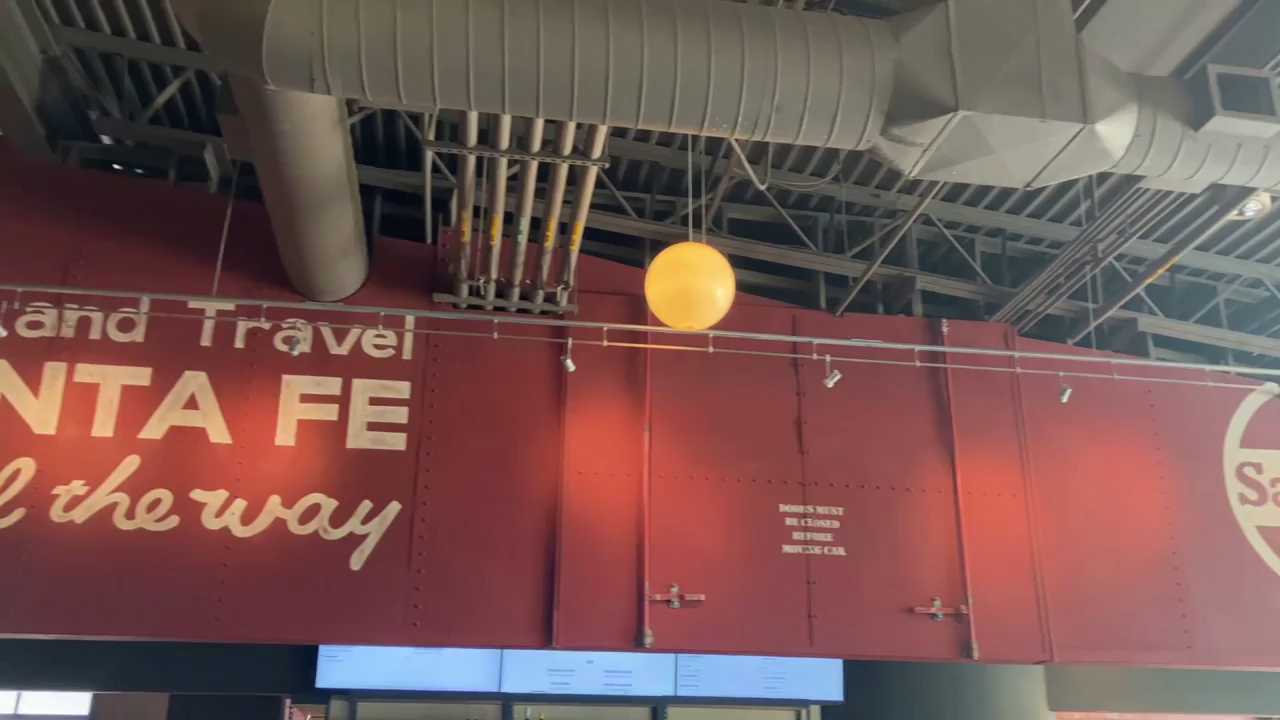 and Travel
NTA FE
the way
DOORS MUST
BE CLOSED
BEFORE
MOVING CAR
Sa